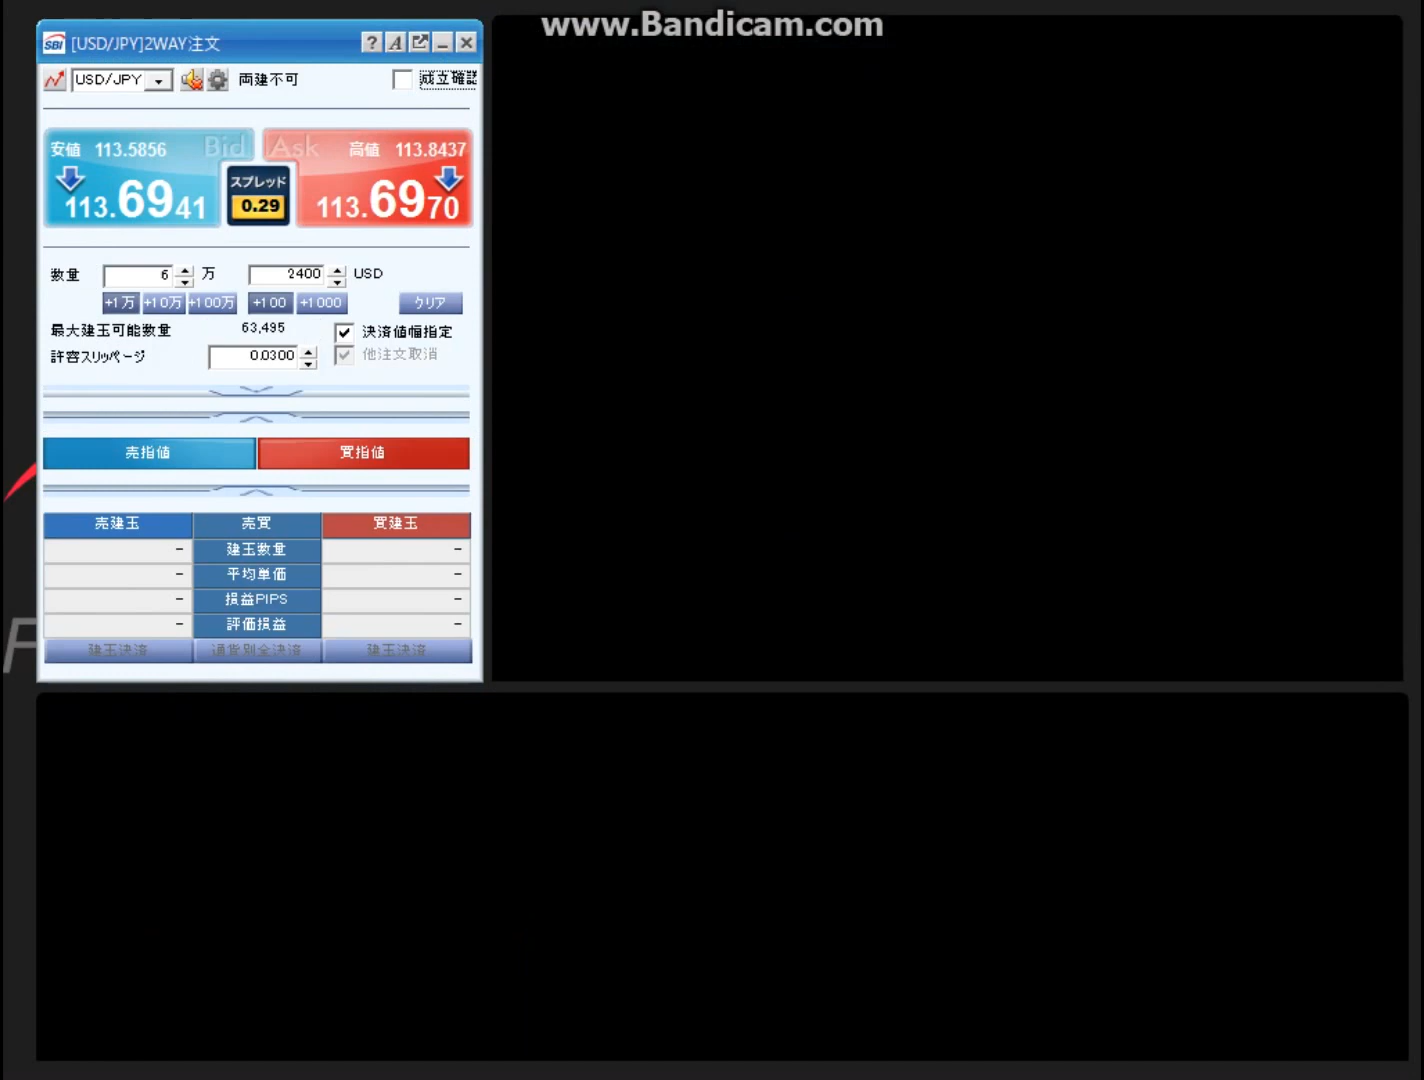 www.Bandicam.com
SBI [USD/JPY]2WAY注文 ? A
USD/JPY 両建不可 成立確認
安値 113.5856 Bid Ask 高値 113.8437
スプレッド
113.6941 0.29 113.6970
数量 6 万 2400 USD
+1万 +10万 +100万 +100 +1000 クリア
最大建玉可能数量 63,495 決済値幅指定
許容スリッページ 0.0300 他注文取消
売指値 買指値
売建玉 売買 買建玉
- 建玉数量 -
- 平均単価 -
- 損益PIPS -
- 評価損益 -
建玉決済 通貨別全決済 建玉決済
F